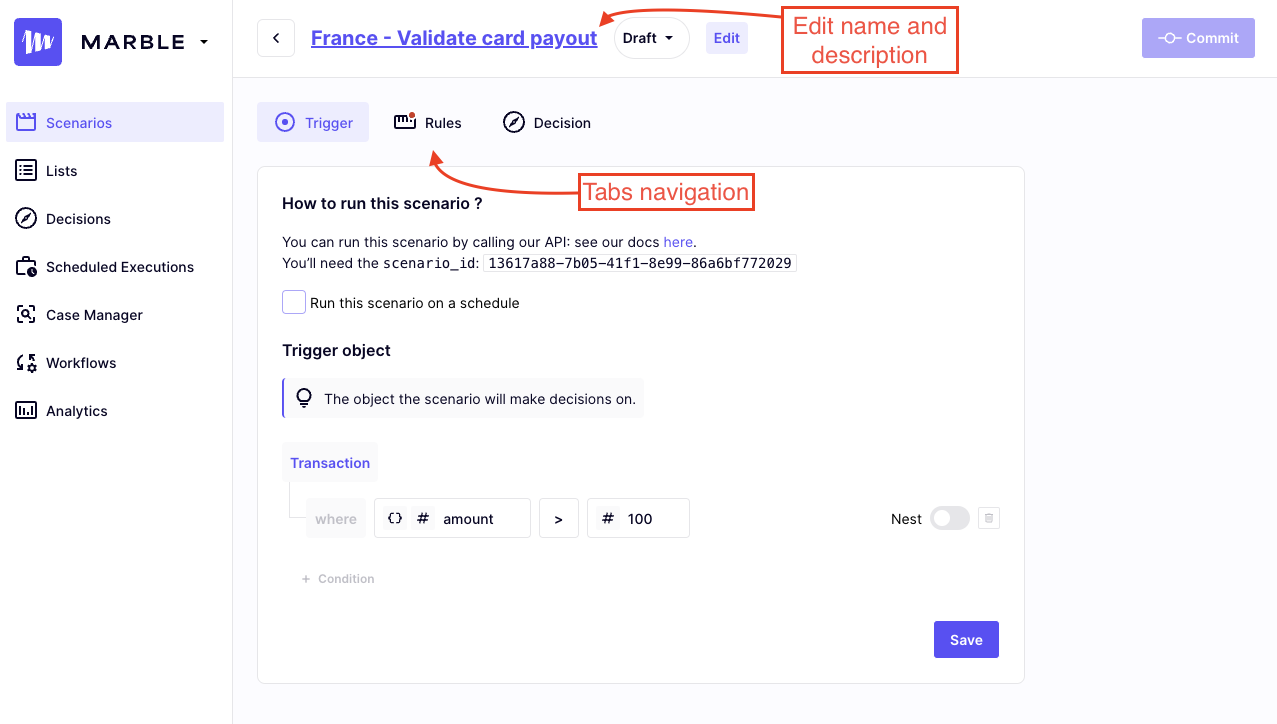 MARBLE
France - Validate card payout
Draft
Edit
Edit name and
description
Commit
Scenarios
Lists
Decisions
Scheduled Executions
Case Manager
Workflows
Analytics
Trigger
Rules
Decision
Tabs navigation
How to run this scenario ?
You can run this scenario by calling our API: see our docs here.
You’ll need the scenario_id: 13617a88-7b05-41f1-8e99-86a6bf772029
Run this scenario on a schedule
Trigger object
The object the scenario will make decisions on.
Transaction
where {} # amount > # 100 Nest
+ Condition
Save